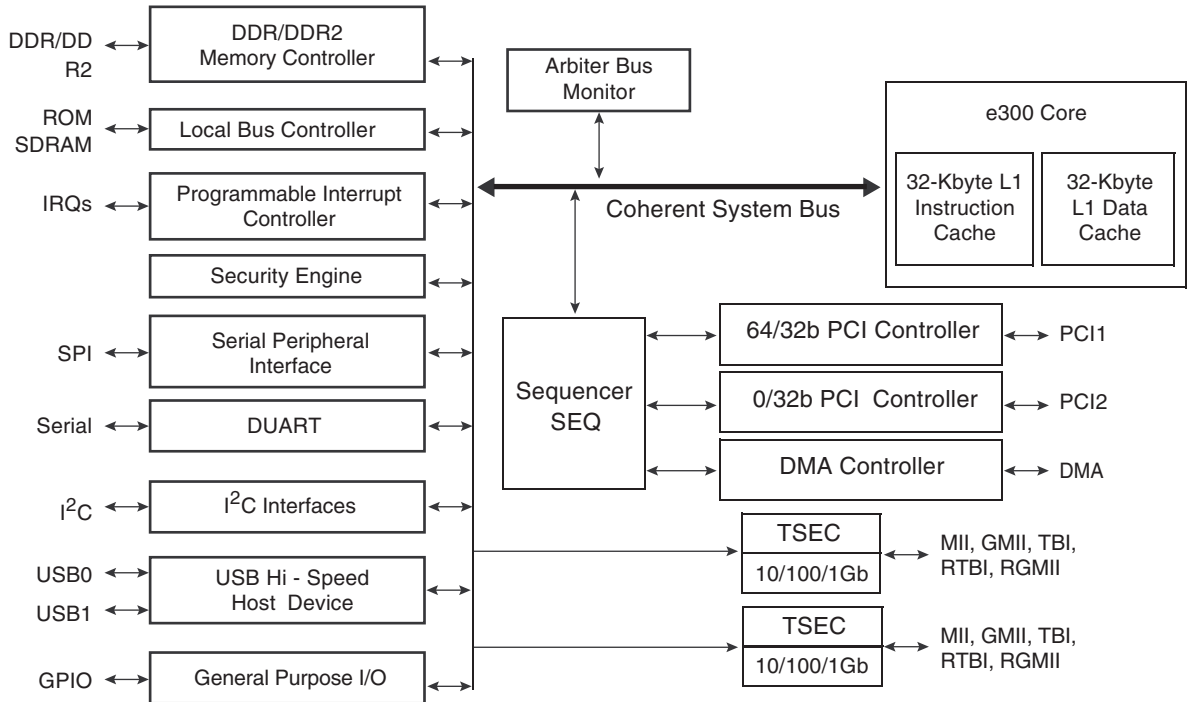 DDR/DD
R2
DDR/DDR2
Memory Controller
ROM
SDRAM
Local Bus Controller
IRQs
Programmable Interrupt
Controller
Security Engine
SPI
Serial Peripheral
Interface
Serial
DUART
I²C
I²C Interfaces
USB0
USB1
USB Hi - Speed
Host Device
GPIO
General Purpose I/O
Arbiter Bus
Monitor
Coherent System Bus
e300 Core
32-Kbyte L1
Instruction
Cache
32-Kbyte
L1 Data
Cache
Sequencer
SEQ
64/32b PCI Controller
PCI1
0/32b PCI Controller
PCI2
DMA Controller
DMA
TSEC
10/100/1Gb
MII, GMII, TBI,
RTBI, RGMII
TSEC
10/100/1Gb
MII, GMII, TBI,
RTBI, RGMII